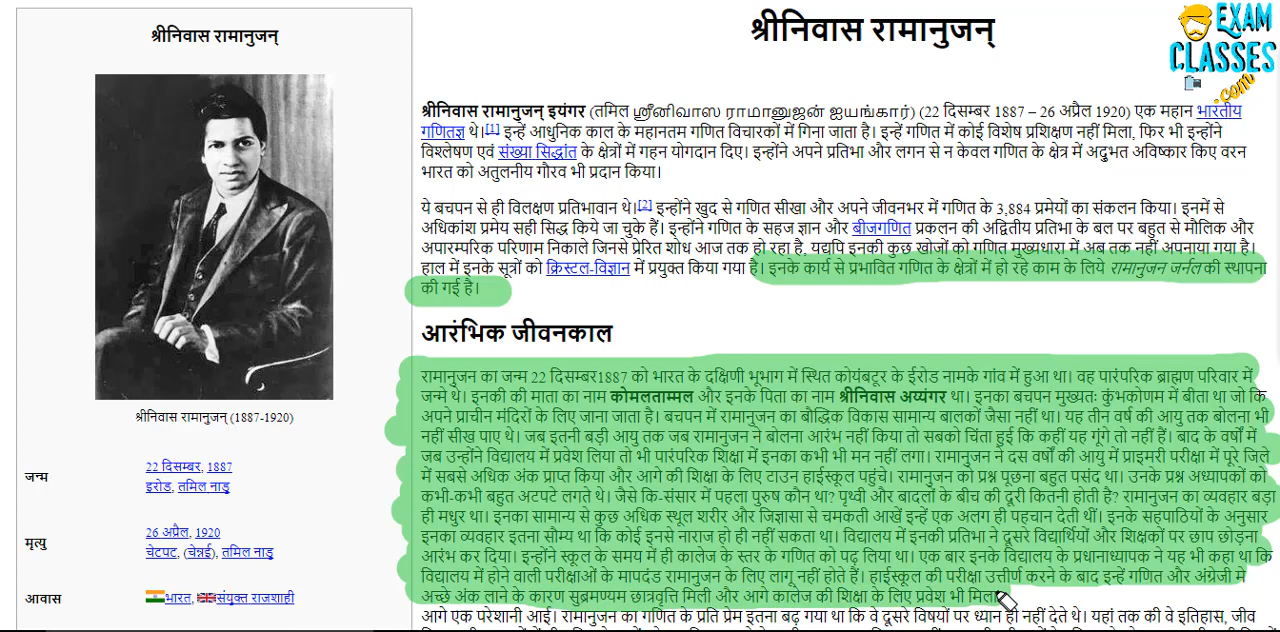 श्रीनिवास रामानुजन्
श्रीनिवास रामानुजन् (1887-1920)
जन्म
22 दिसम्बर, 1887
इरोड, तमिल नाडु
मृत्यु
26 अप्रैल, 1920
चेटपट, (चेन्नई), तमिल नाडु
आवास
भारत, संयुक्त राजशाही
श्रीनिवास रामानुजन्
EXAM
CLASSES
.com
श्रीनिवास रामानुजन् इयंगर (तमिल ஸ்ரீனிவாஸ ராமானுஜன் ஐயங்கார்) (22 दिसम्बर 1887 – 26 अप्रैल 1920) एक महान भारतीय
गणितज्ञ थे।[1] इन्हें आधुनिक काल के महानतम गणित विचारकों में गिना जाता है। इन्हें गणित में कोई विशेष प्रशिक्षण नहीं मिला, फिर भी इन्होंने
विश्लेषण एवं संख्या सिद्धांत के क्षेत्रों में गहन योगदान दिए। इन्होंने अपने प्रतिभा और लगन से न केवल गणित के क्षेत्र में अद्भुत अविष्कार किए वरन
भारत को अतुलनीय गौरव भी प्रदान किया।
ये बचपन से ही विलक्षण प्रतिभावान थे।[2] इन्होंने खुद से गणित सीखा और अपने जीवनभर में गणित के 3,884 प्रमेयों का संकलन किया। इनमें से
अधिकांश प्रमेय सही सिद्ध किये जा चुके हैं। इन्होंने गणित के सहज ज्ञान और बीजगणित प्रकलन की अद्वितीय प्रतिभा के बल पर बहुत से मौलिक और
अपारम्परिक परिणाम निकाले जिनसे प्रेरित शोध आज तक हो रहा है, यद्यपि इनकी कुछ खोजों को गणित मुख्यधारा में अब तक नहीं अपनाया गया है।
हाल में इनके सूत्रों को क्रिस्टल-विज्ञान में प्रयुक्त किया गया है। इनके कार्य से प्रभावित गणित के क्षेत्रों में हो रहे काम के लिये रामानुजन जर्नल की स्थापना
की गई है।
आरंभिक जीवनकाल
रामानुजन का जन्म 22 दिसम्बर1887 को भारत के दक्षिणी भूभाग में स्थित कोयंबटूर के ईरोड नामके गांव में हुआ था। वह पारंपरिक ब्राह्मण परिवार में
जन्मे थे। इनकी की माता का नाम कोमलताम्मल और इनके पिता का नाम श्रीनिवास अय्यंगर था। इनका बचपन मुख्यतः कुंभकोणम में बीता था जो कि
अपने प्राचीन मंदिरों के लिए जाना जाता है। बचपन में रामानुजन का बौद्धिक विकास सामान्य बालकों जैसा नहीं था। यह तीन वर्ष की आयु तक बोलना भी
नहीं सीख पाए थे। जब इतनी बड़ी आयु तक जब रामानुजन ने बोलना आरंभ नहीं किया तो सबको चिंता हुई कि कहीं यह गूंगे तो नहीं हैं। बाद के वर्षों में
जब उन्होंने विद्यालय में प्रवेश लिया तो भी पारंपरिक शिक्षा में इनका कभी भी मन नहीं लगा। रामानुजन ने दस वर्षों की आयु में प्राइमरी परीक्षा में पूरे जिले
में सबसे अधिक अंक प्राप्त किया और आगे की शिक्षा के लिए टाउन हाईस्कूल पहुंचे। रामानुजन को प्रश्न पूछना बहुत पसंद था। उनके प्रश्न अध्यापकों को
कभी-कभी बहुत अटपटे लगते थे। जैसे कि-संसार में पहला पुरुष कौन था? पृथ्वी और बादलों के बीच की दूरी कितनी होती है? रामानुजन का व्यवहार बड़ा
ही मधुर था। इनका सामान्य से कुछ अधिक स्थूल शरीर और जिज्ञासा से चमकती आखें इन्हें एक अलग ही पहचान देती थीं। इनके सहपाठियों के अनुसार
इनका व्यवहार इतना सौम्य था कि कोई इनसे नाराज हो ही नहीं सकता था। विद्यालय में इनकी प्रतिभा ने दूसरे विद्यार्थियों और शिक्षकों पर छाप छोड़ना
आरंभ कर दिया। इन्होंने स्कूल के समय में ही कालेज के स्तर के गणित को पढ़ लिया था। एक बार इनके विद्यालय के प्रधानाध्यापक ने यह भी कहा था कि
विद्यालय में होने वाली परीक्षाओं के मापदंड रामानुजन के लिए लागू नहीं होते हैं। हाईस्कूल की परीक्षा उत्तीर्ण करने के बाद इन्हें गणित और अंग्रेजी मे
अच्छे अंक लाने के कारण सुब्रमण्यम छात्रवृत्ति मिली और आगे कालेज की शिक्षा के लिए प्रवेश भी मिला
आगे एक परेशानी आई। रामानुजन का गणित के प्रति प्रेम इतना बढ़ गया था कि वे दूसरे विषयों पर ध्यान ही नहीं देते थे। यहां तक की वे इतिहास, जीव